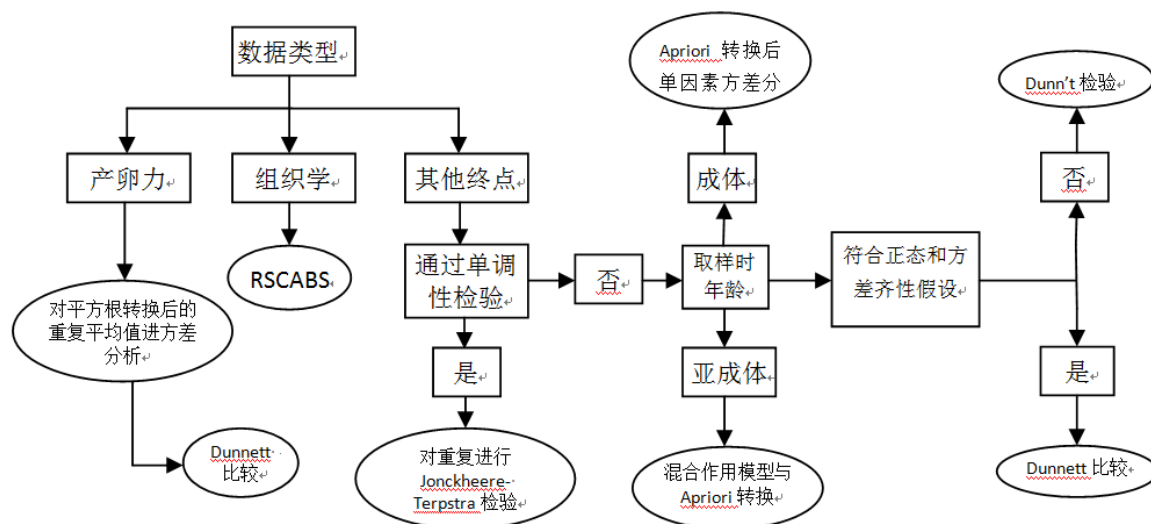 数据类型
产卵力
组织学
其他终点
对平方根转换后的
重复平均值进方差
分析
RSCABS
Dunnett
比较
通过单调
性检验
是
对重复进行
Jonckheere-
Terpstra 检验
否
Apriori 转换后
单因素方差分
成体
取样时
年龄
亚成体
混合作用模型与
Apriori 转换
符合正态和方
差齐性假设
Dunn't 检验
否
是
Dunnett 比较